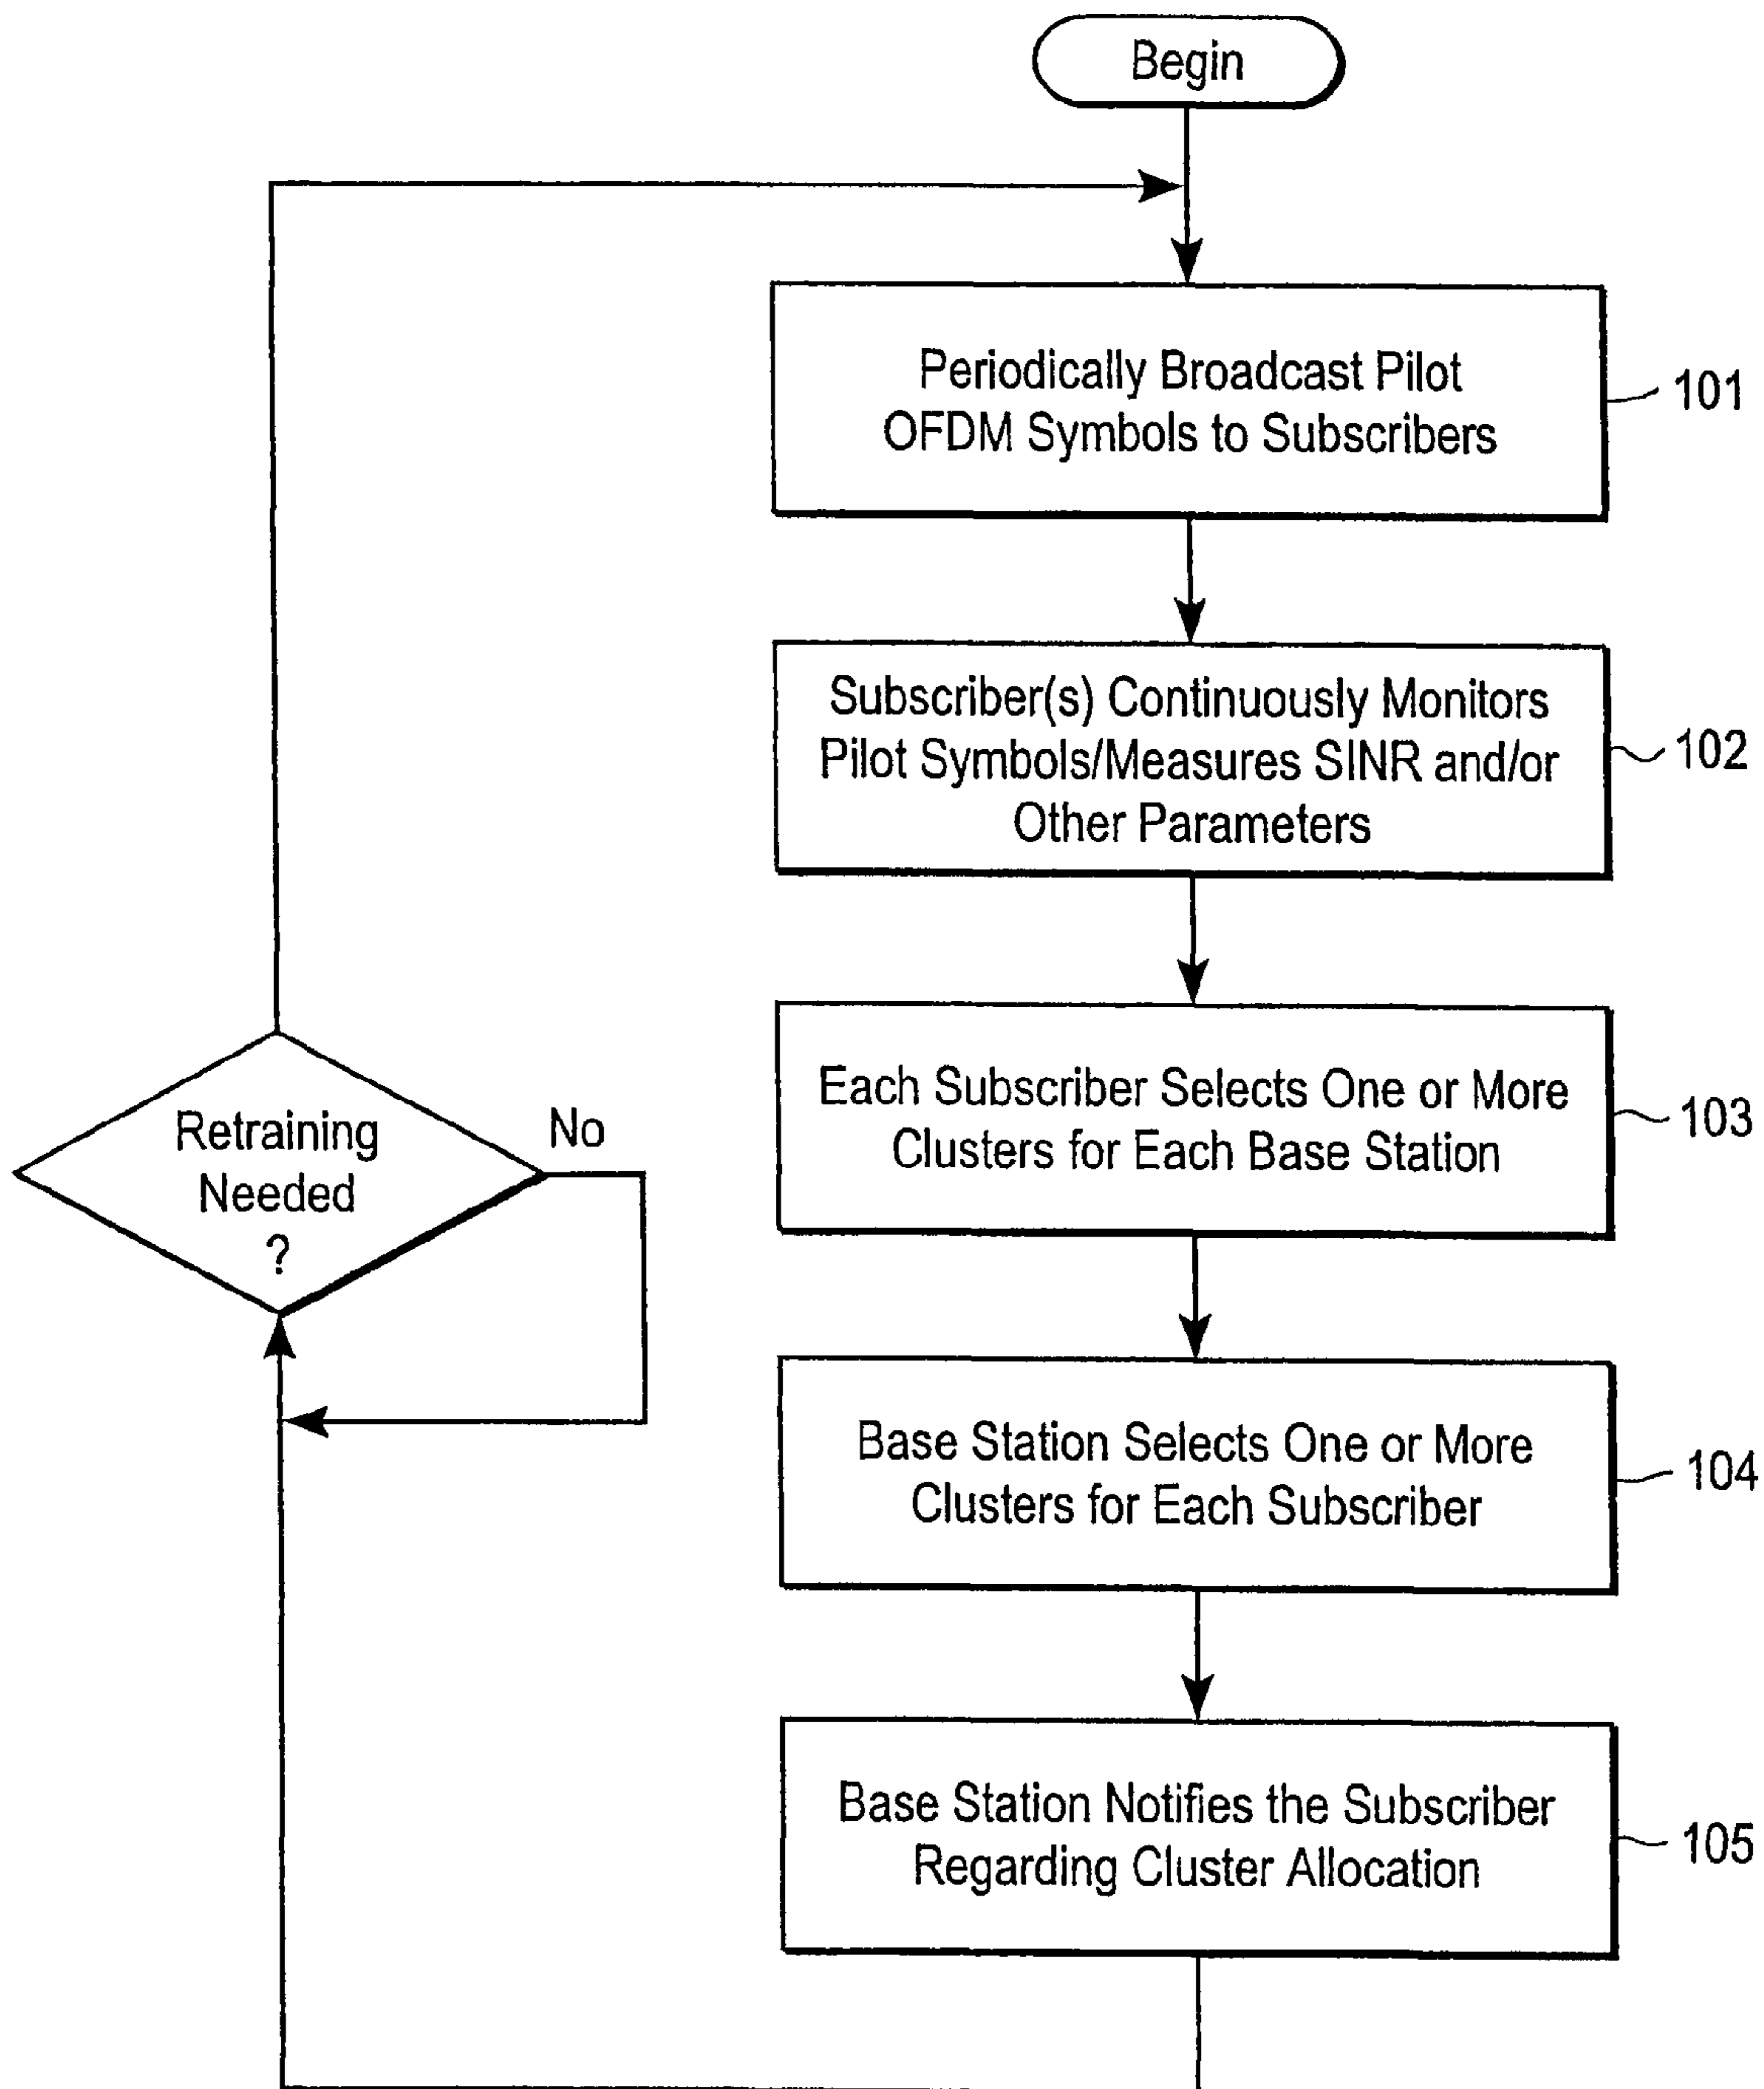 Begin
Periodically Broadcast Pilot
OFDM Symbols to Subscribers
101
Subscriber(s) Continuously Monitors
Pilot Symbols/Measures SINR and/or
Other Parameters
102
Each Subscriber Selects One or More
Clusters for Each Base Station
103
Retraining
Needed
?
No
Base Station Selects One or More
Clusters for Each Subscriber
104
Base Station Notifies the Subscriber
Regarding Cluster Allocation
105